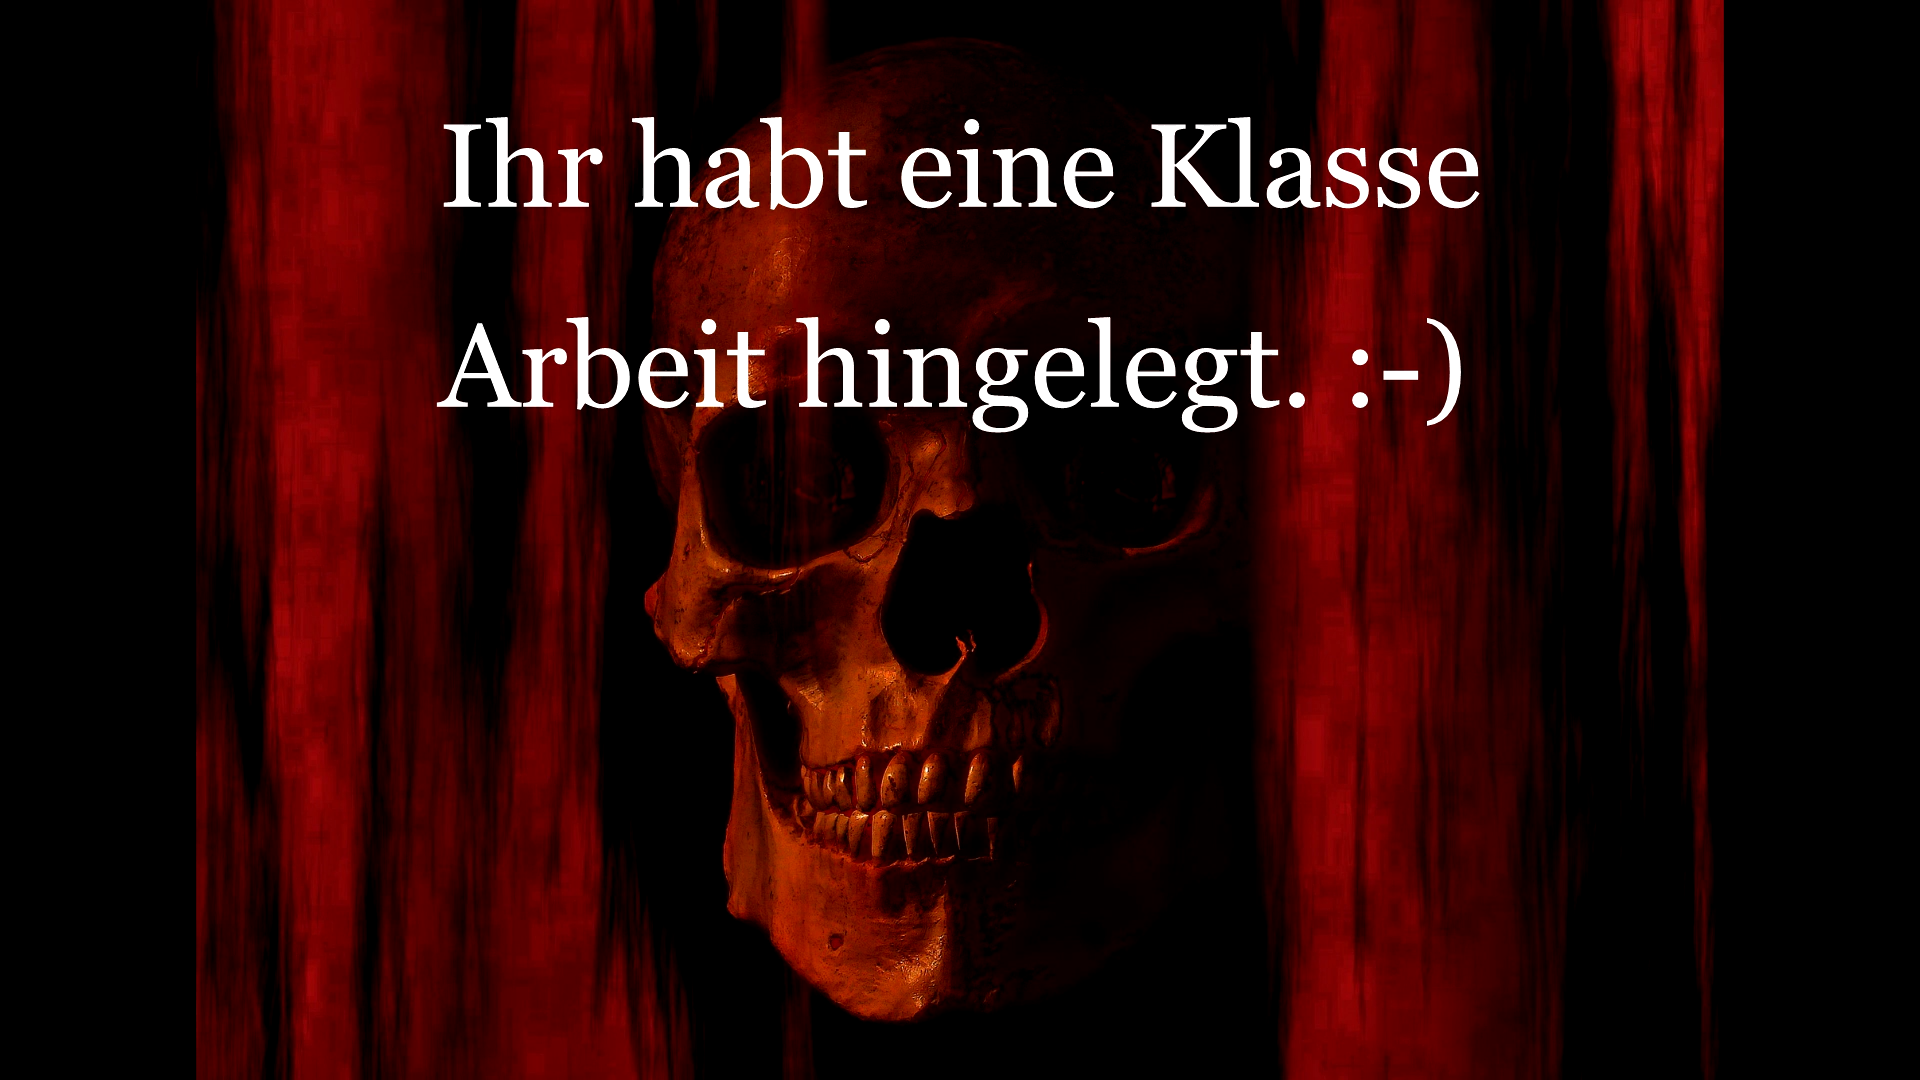 Ihr habt eine Klasse
Arbeit hingelegt. :-)